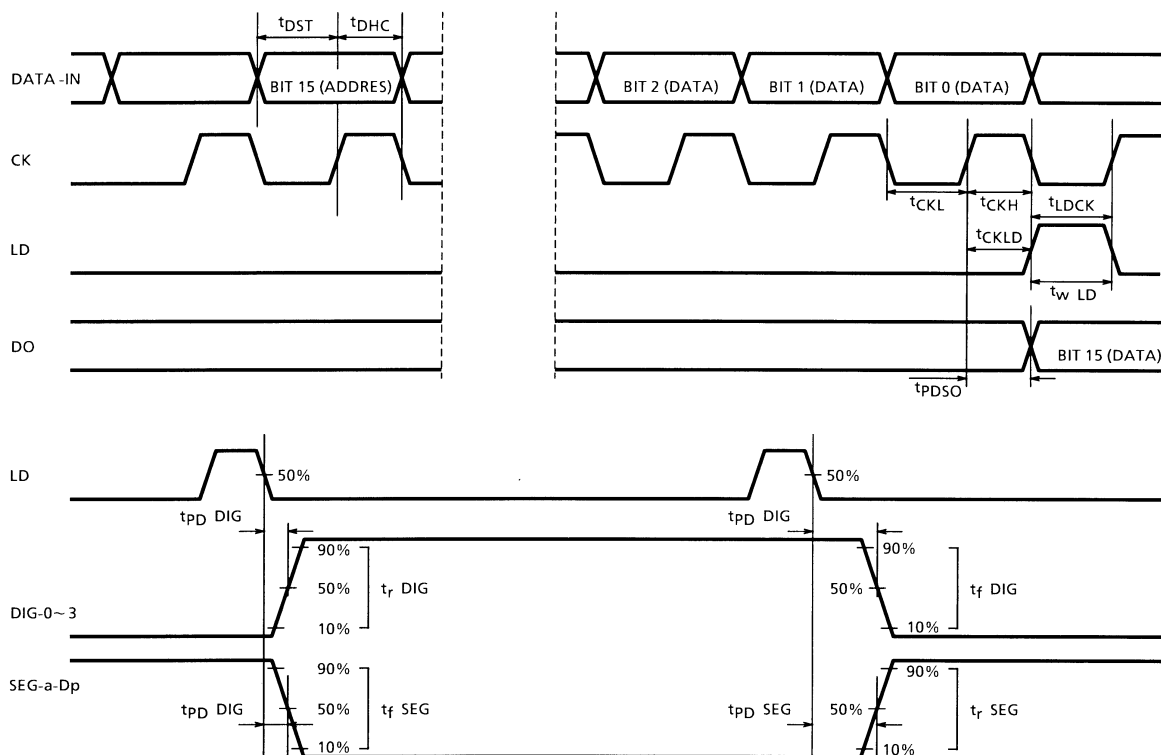 tDST tDHC
DATA-IN BIT 15 (ADDRES) BIT 2 (DATA) BIT 1 (DATA) BIT 0 (DATA)
CK
tCKL tCKH tLDCK
LD tCKLD
tw LD
DO BIT 15 (DATA)
tPDSO
LD 50% 50%
tPD DIG tPD DIG
90% 90%
50% tr DIG 50% tf DIG
DIG-0~3 10% 10%
SEG-a-Dp 90% 90%
tPD DIG 50% tf SEG tPD SEG 50% tr SEG
10% 10%